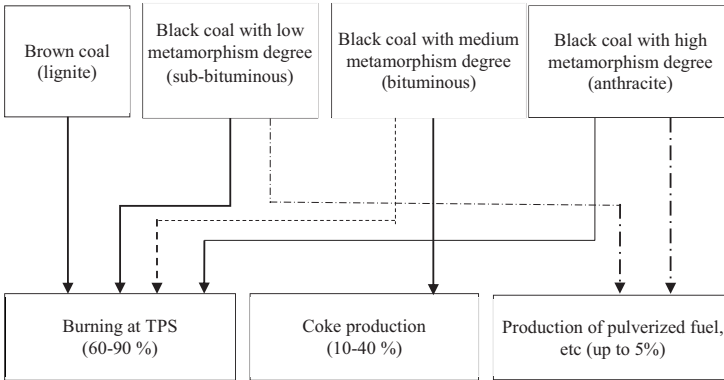 Brown coal
(lignite)
Black coal with low
metamorphism degree
(sub-bituminous)
Black coal with medium
metamorphism degree
(bituminous)
Black coal with high
metamorphism degree
(anthracite)
Burning at TPS
(60-90 %)
Coke production
(10-40 %)
Production of pulverized fuel,
etc (up to 5%)